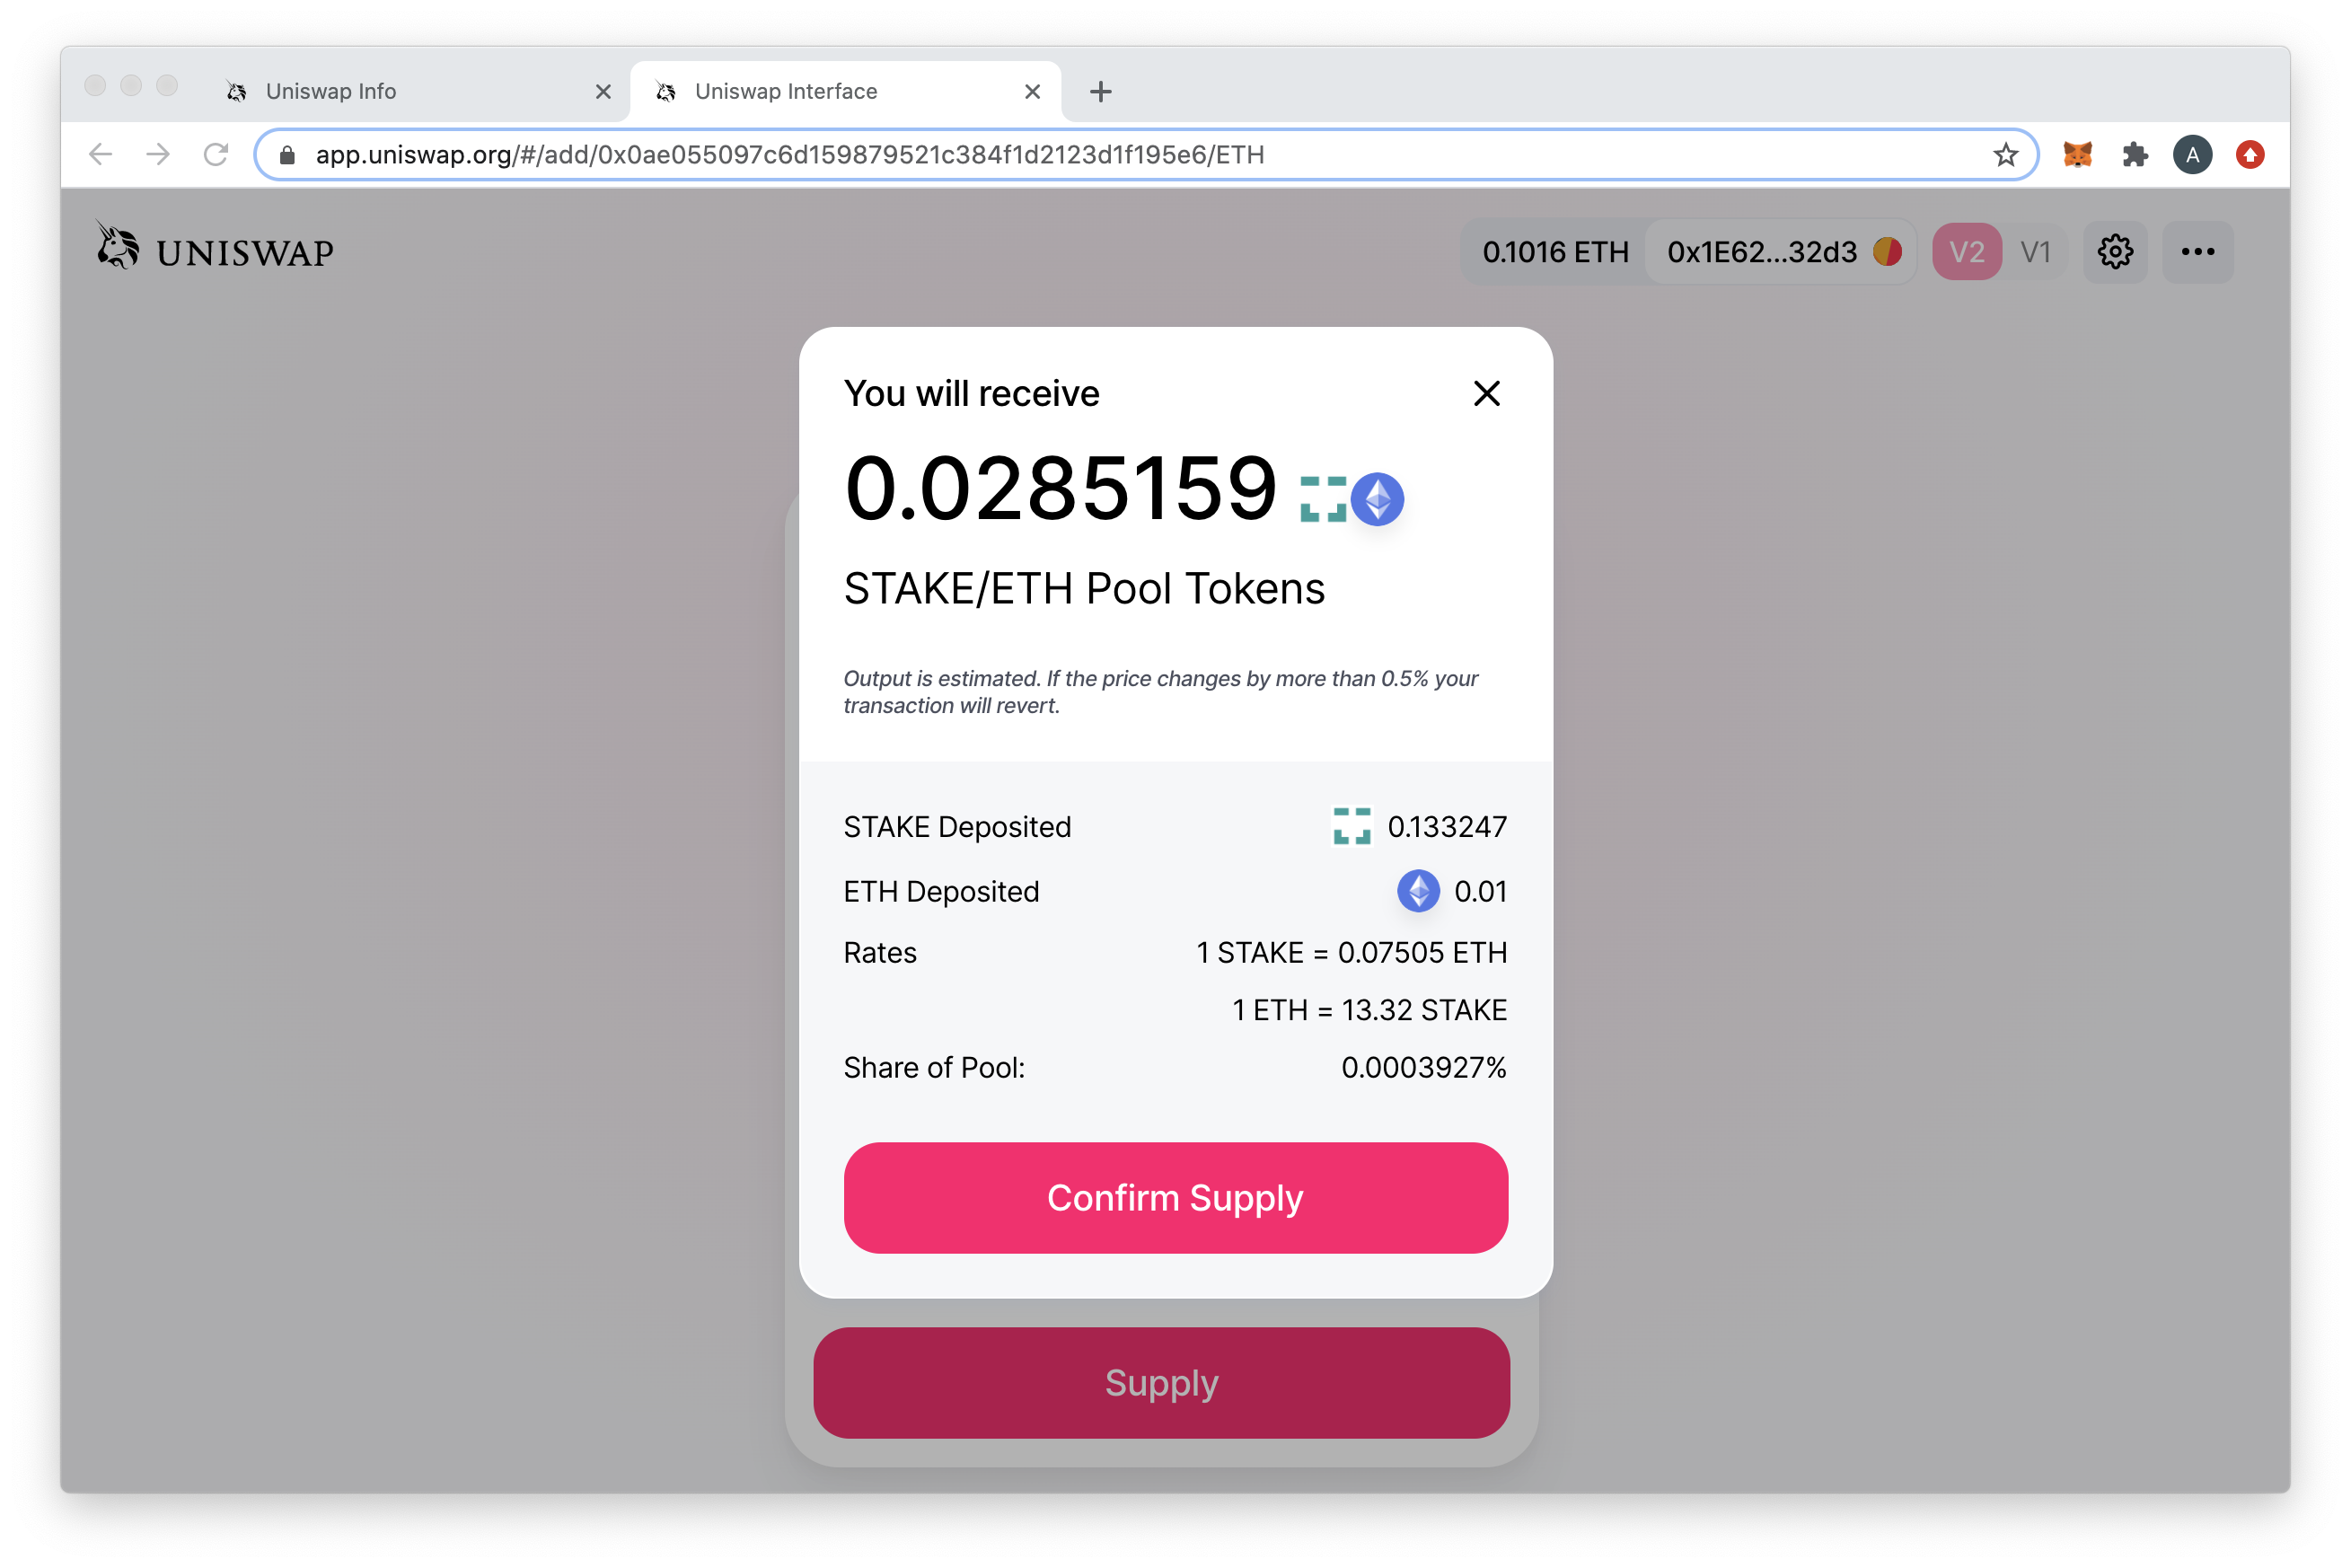 Uniswap Info
Uniswap Interface
app.uniswap.org/#/add/0x0ae055097c6d159879521c384f1d2123d1f195e6/ETH
A
UNISWAP
0.1016 ETH
0x1E62...32d3
V2
V1
You will receive
0.0285159
STAKE/ETH Pool Tokens
Output is estimated. If the price changes by more than 0.5% your
transaction will revert.
STAKE Deposited
0.133247
ETH Deposited
0.01
Rates
1 STAKE = 0.07505 ETH
1 ETH = 13.32 STAKE
Share of Pool:
0.0003927%
Confirm Supply
Supply